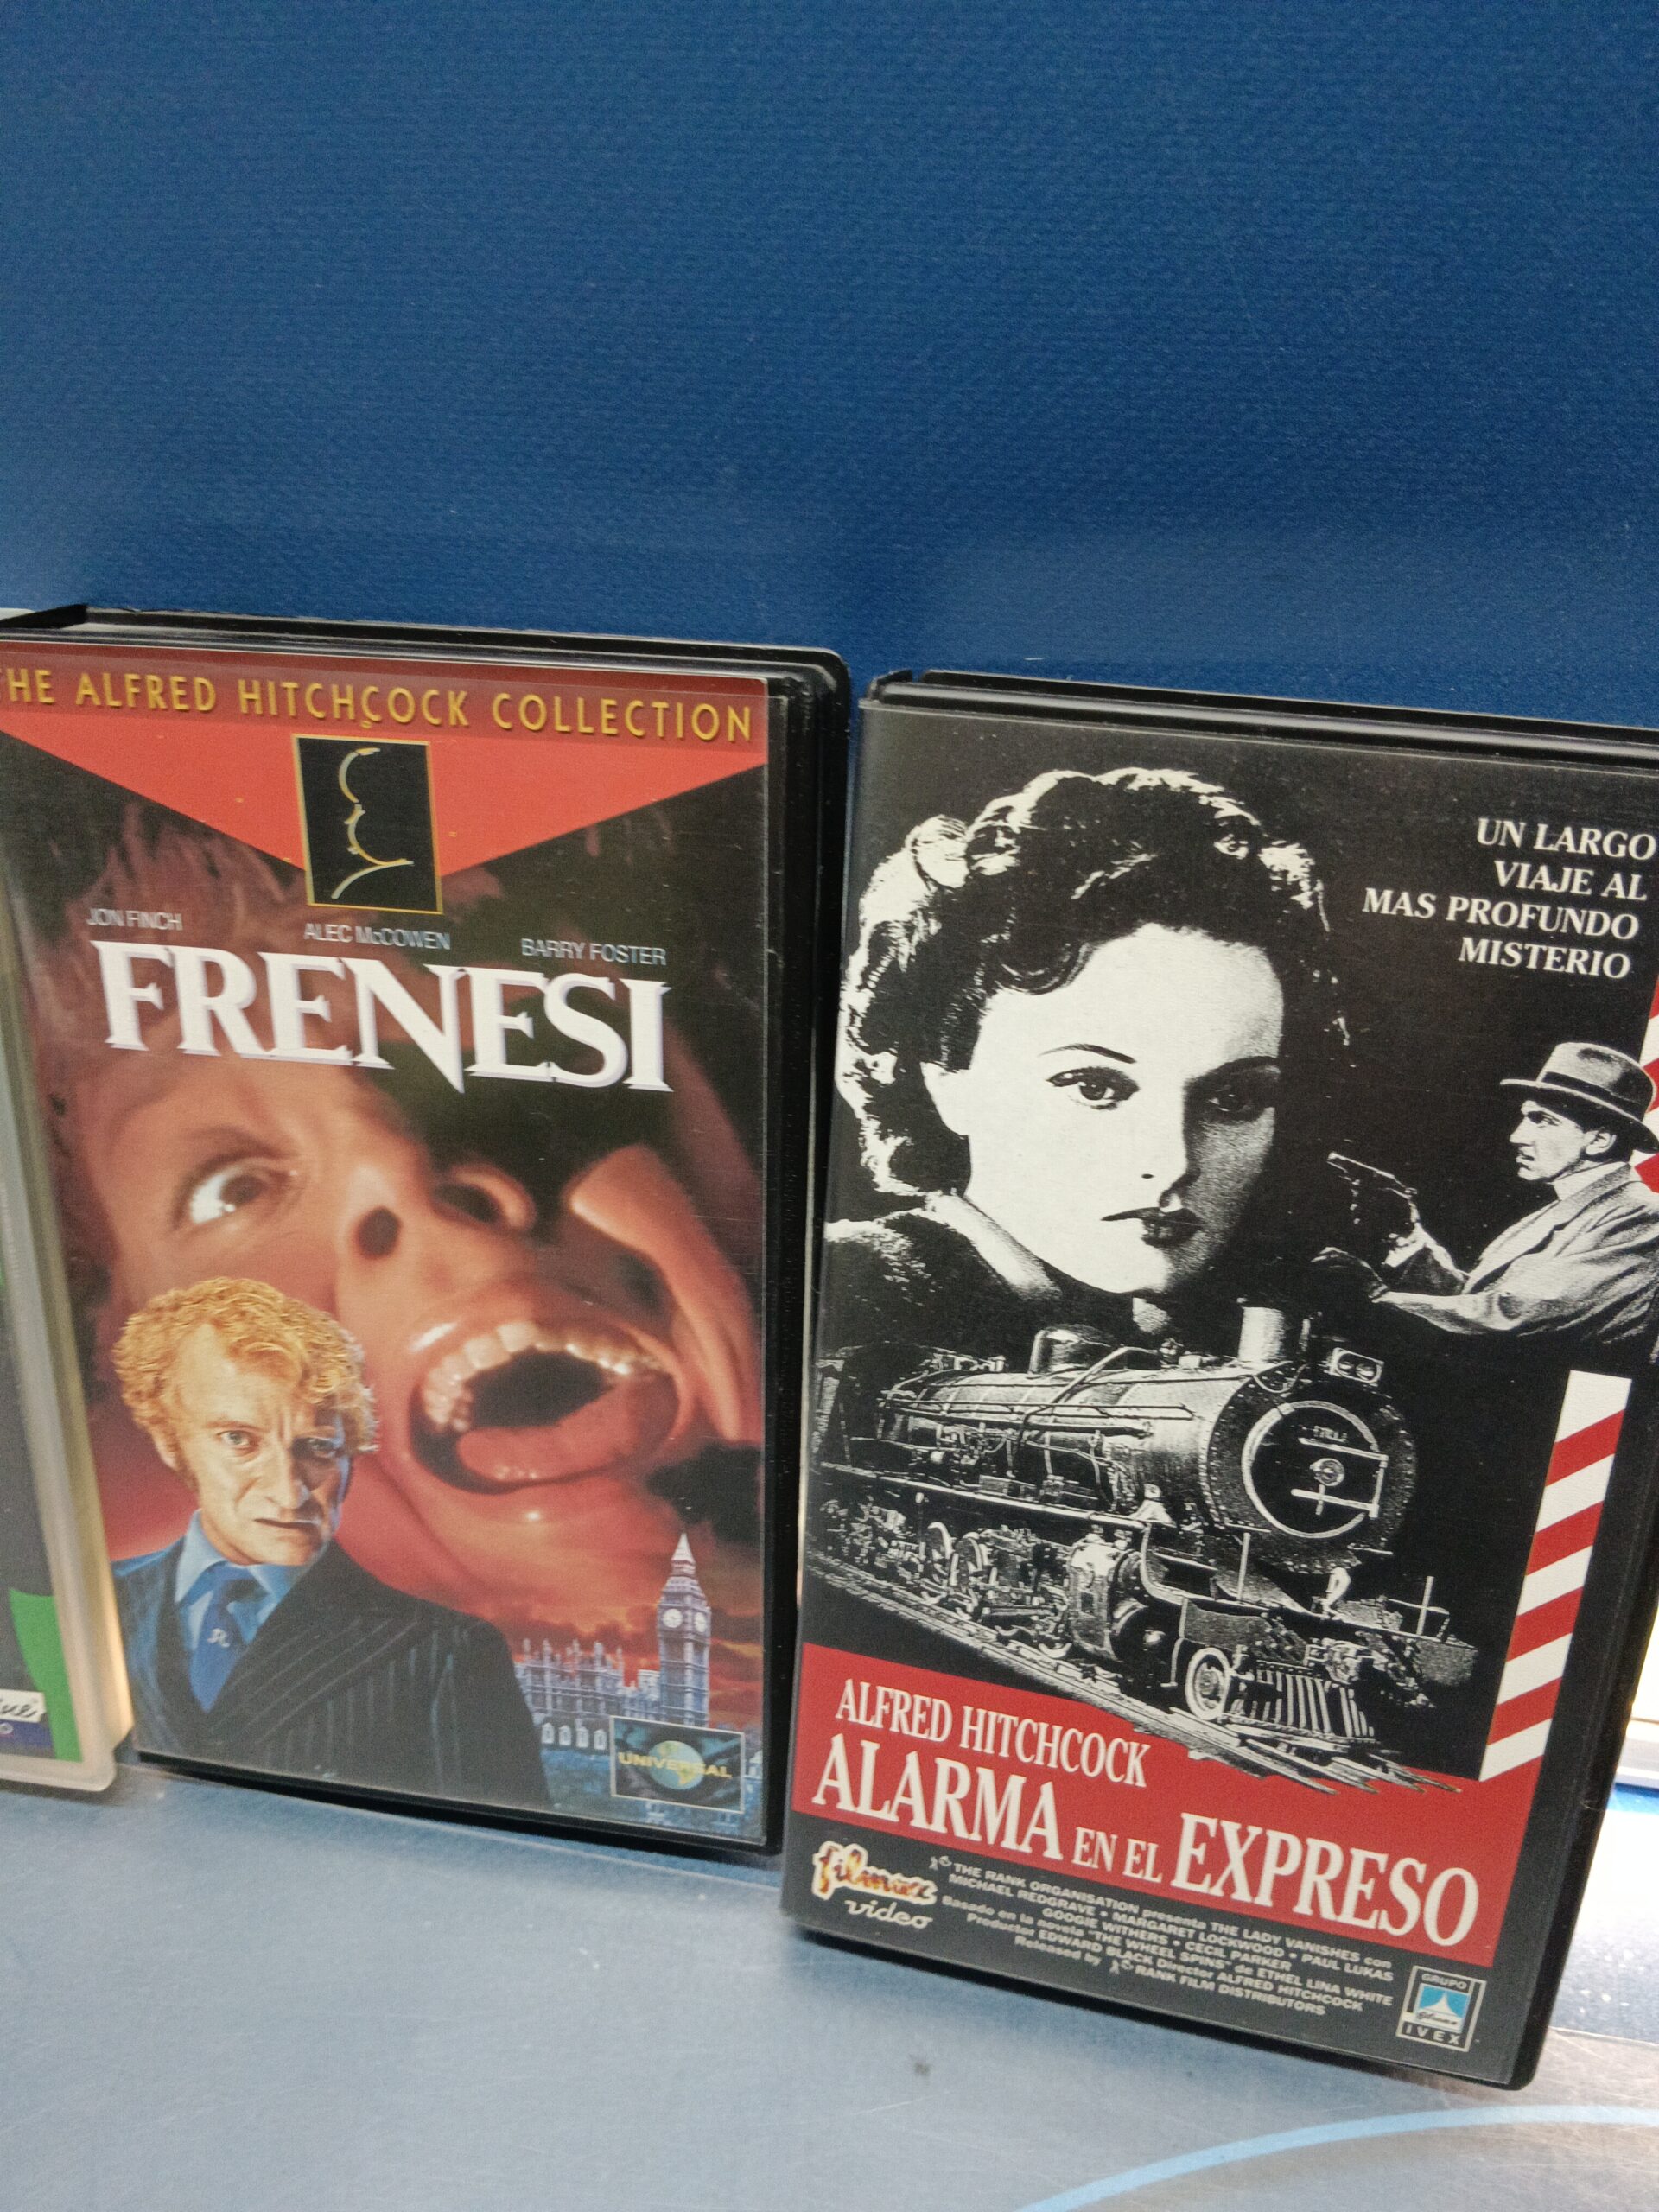 THE ALFRED HITCHCOCK COLLECTION
JON FINCH
ALEC McCOWEN
BARRY FOSTER
FRENESI
UNIVERSAL
UN LARGO
VIAJE AL
MAS PROFUNDO
MISTERIO
ALFRED HITCHCOCK
ALARMA EN EL EXPRESO
filmax
video
THE RANK ORGANISATION presenta THE LADY VANISHES con
MICHAEL REDGRAVE • MARGARET LOCKWOOD • PAUL LUKAS
GOOGIE WITHERS • CECIL PARKER
Basado en la novela "THE WHEEL SPINS" de ETHEL LINA WHITE
Productor EDWARD BLACK Director ALFRED HITCHCOCK
Released by RANK FILM DISTRIBUTORS
GRUPO
IVEX